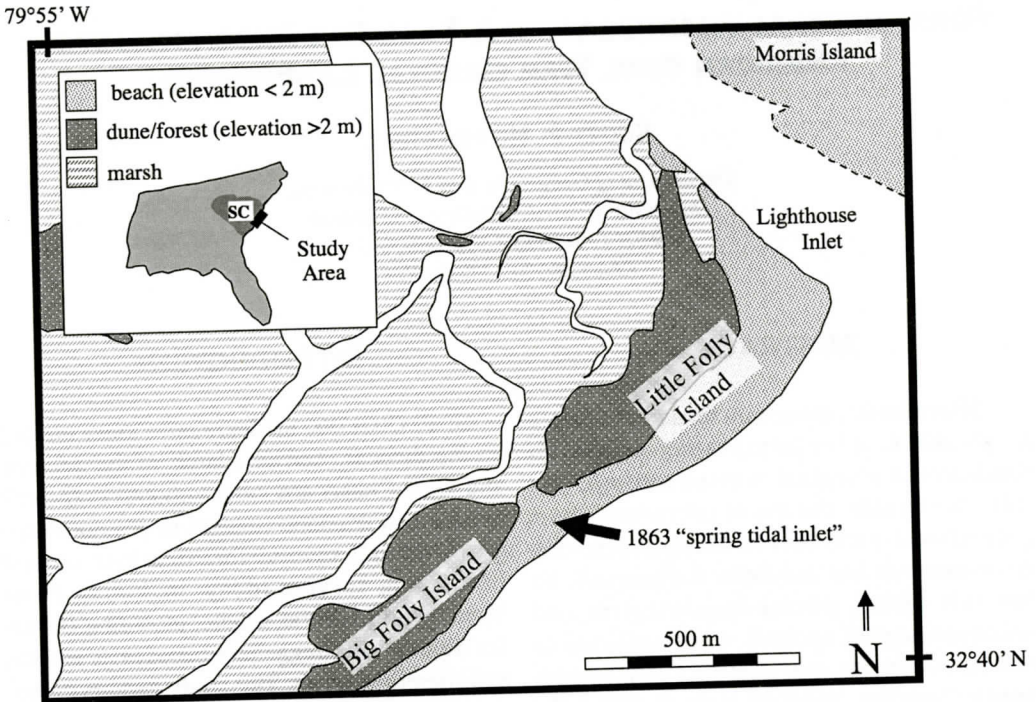 79°55’ W
Morris Island
beach (elevation < 2 m)
dune/forest (elevation >2 m)
marsh
SC
Study
Area
Lighthouse
Inlet
Little Folly
Island
1863 “spring tidal inlet”
Big Folly Island
500 m
N
32°40’ N